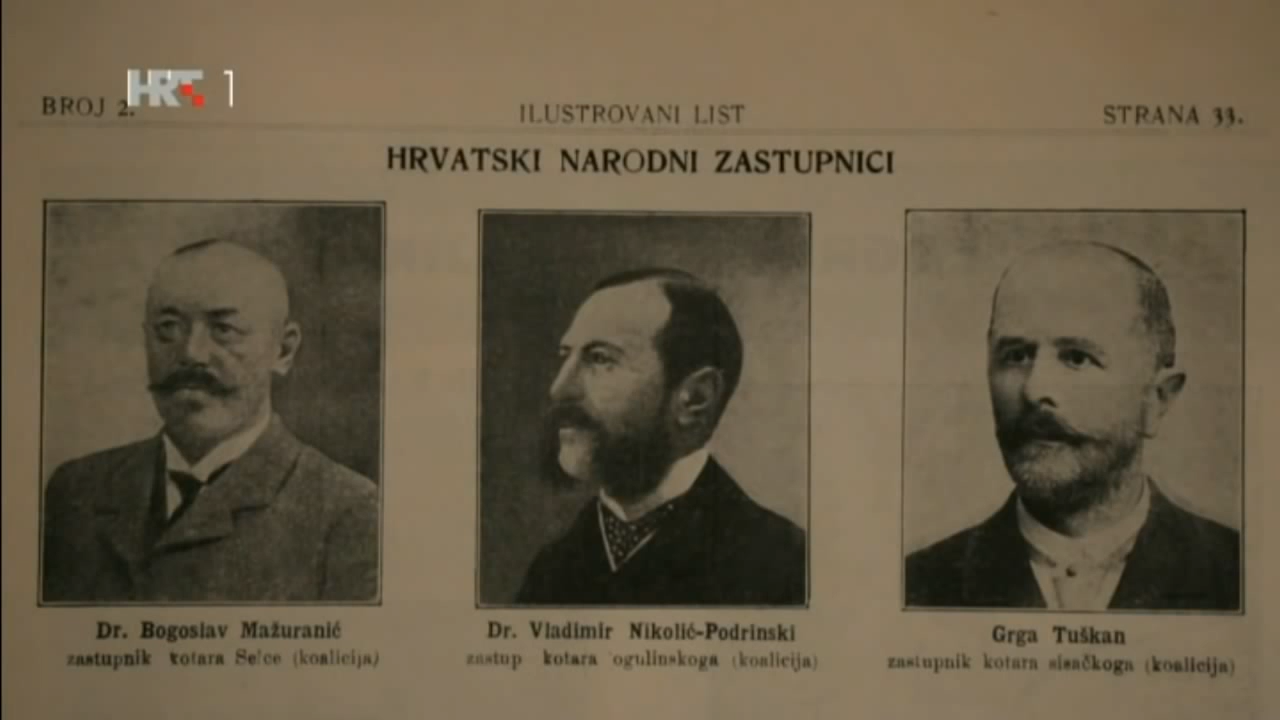 HRT 1
BROJ 2.
ILUSTROVANI LIST
STRANA 33.
HRVATSKI NARODNI ZASTUPNICI
Dr. Bogoslav Mažuranić
zastupnik kotara Selce (koalicija)
Dr. Vladimir Nikolić-Podrinski
zastup kotara ogulinskoga (koalicija)
Grga Tuškan
zastupnik kotara sisačkoga (koalicija)